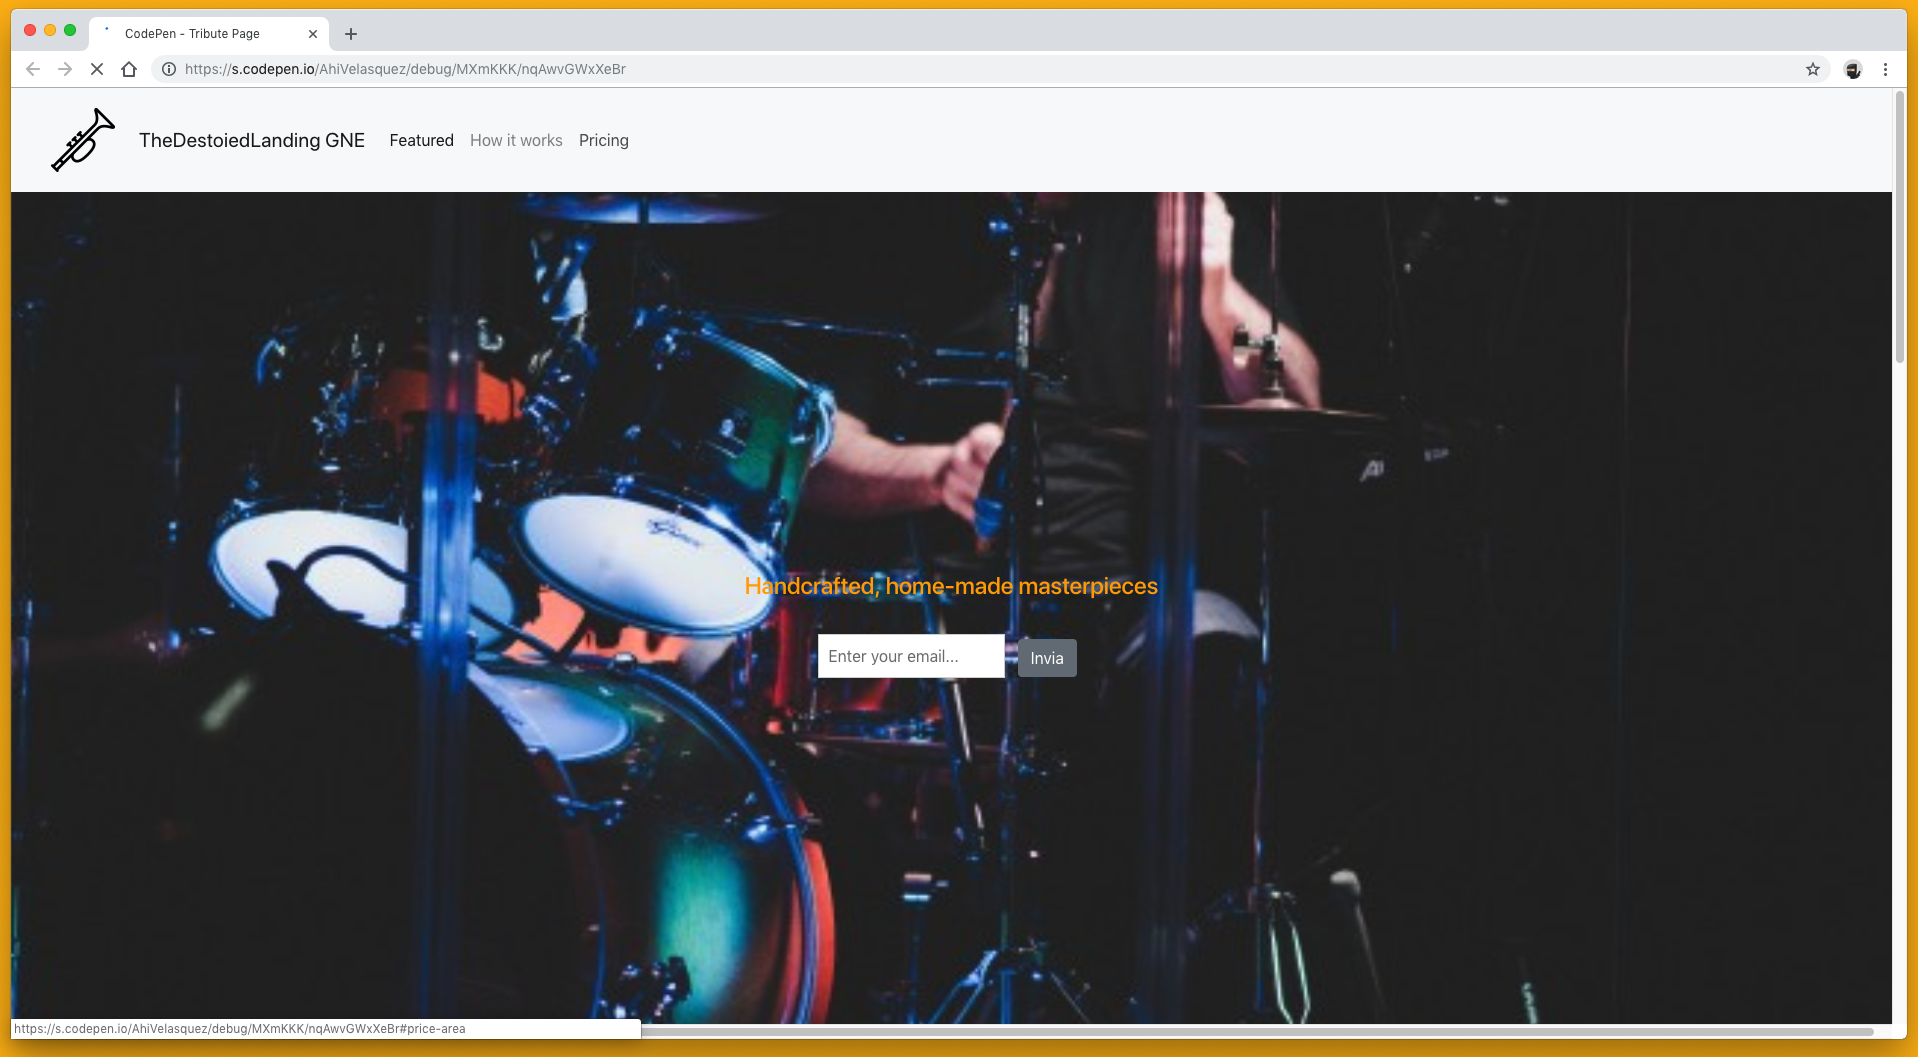 CodePen - Tribute Page
https://s.codepen.io/AhiVelasquez/debug/MXmKKK/nqAwvGWxXeBr
TheDestoiedLanding GNE
Featured
How it works
Pricing
Handcrafted, home-made masterpieces
Enter your email...
Invia
https://s.codepen.io/AhiVelasquez/debug/MXmKKK/nqAwvGWxXeBr#price-area